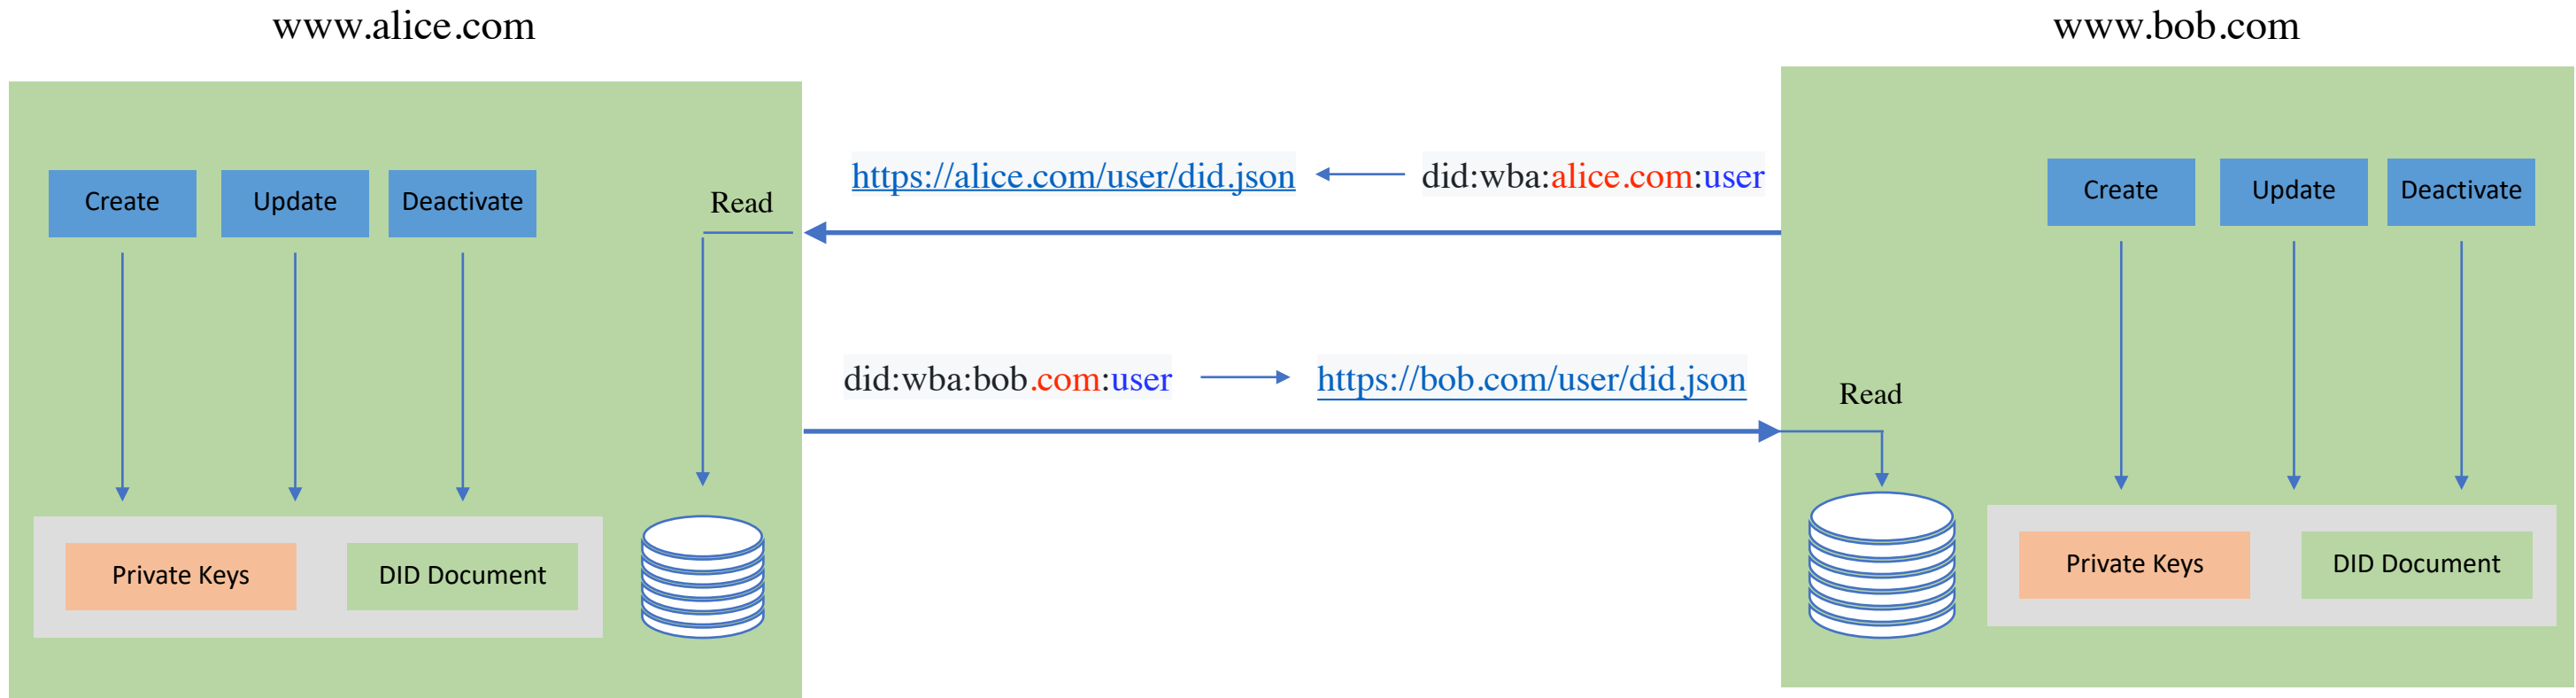 www.alice.com
www.bob.com
Create
Update
Deactivate
Read
https://alice.com/user/did.json
did:wba:alice.com:user
Create
Update
Deactivate
did:wba:bob.com:user
https://bob.com/user/did.json
Read
Private Keys
DID Document
Private Keys
DID Document